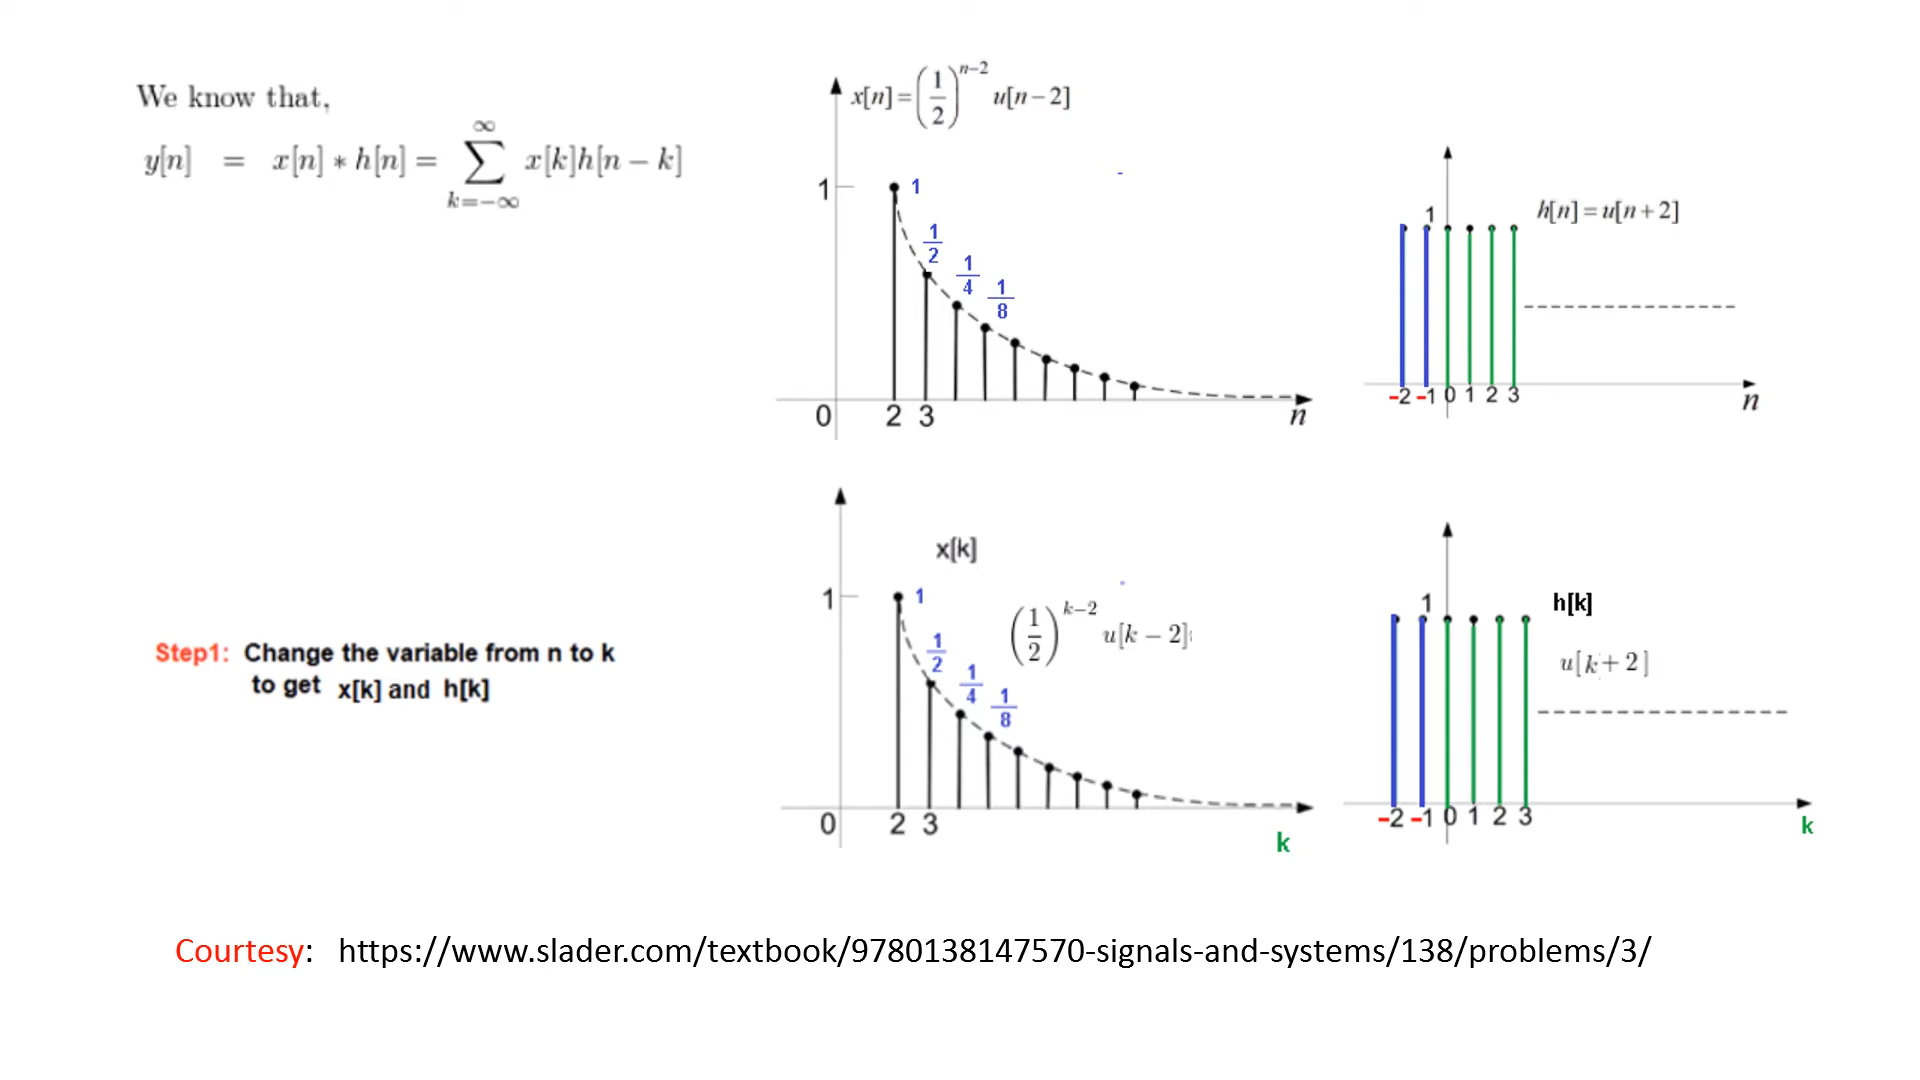 We know that,
y[n] = x[n] ∗ h[n] = ∑_{k=−∞}^{∞} x[k]h[n − k]
x[n] = (1/2)^{n−2} u[n−2]
1
1
1/2
1/4
1/8
0 2 3 n
h[n] = u[n+2]
1
-2 -1 0 1 2 3 n
Step1: Change the variable from n to k
to get x[k] and h[k]
x[k]
(1/2)^{k−2} u[k − 2]
1
1
1/2
1/4
1/8
0 2 3
k
h[k]
u[k+2]
1
-2 -1 0 1 2 3
k
Courtesy: https://www.slader.com/textbook/9780138147570-signals-and-systems/138/problems/3/